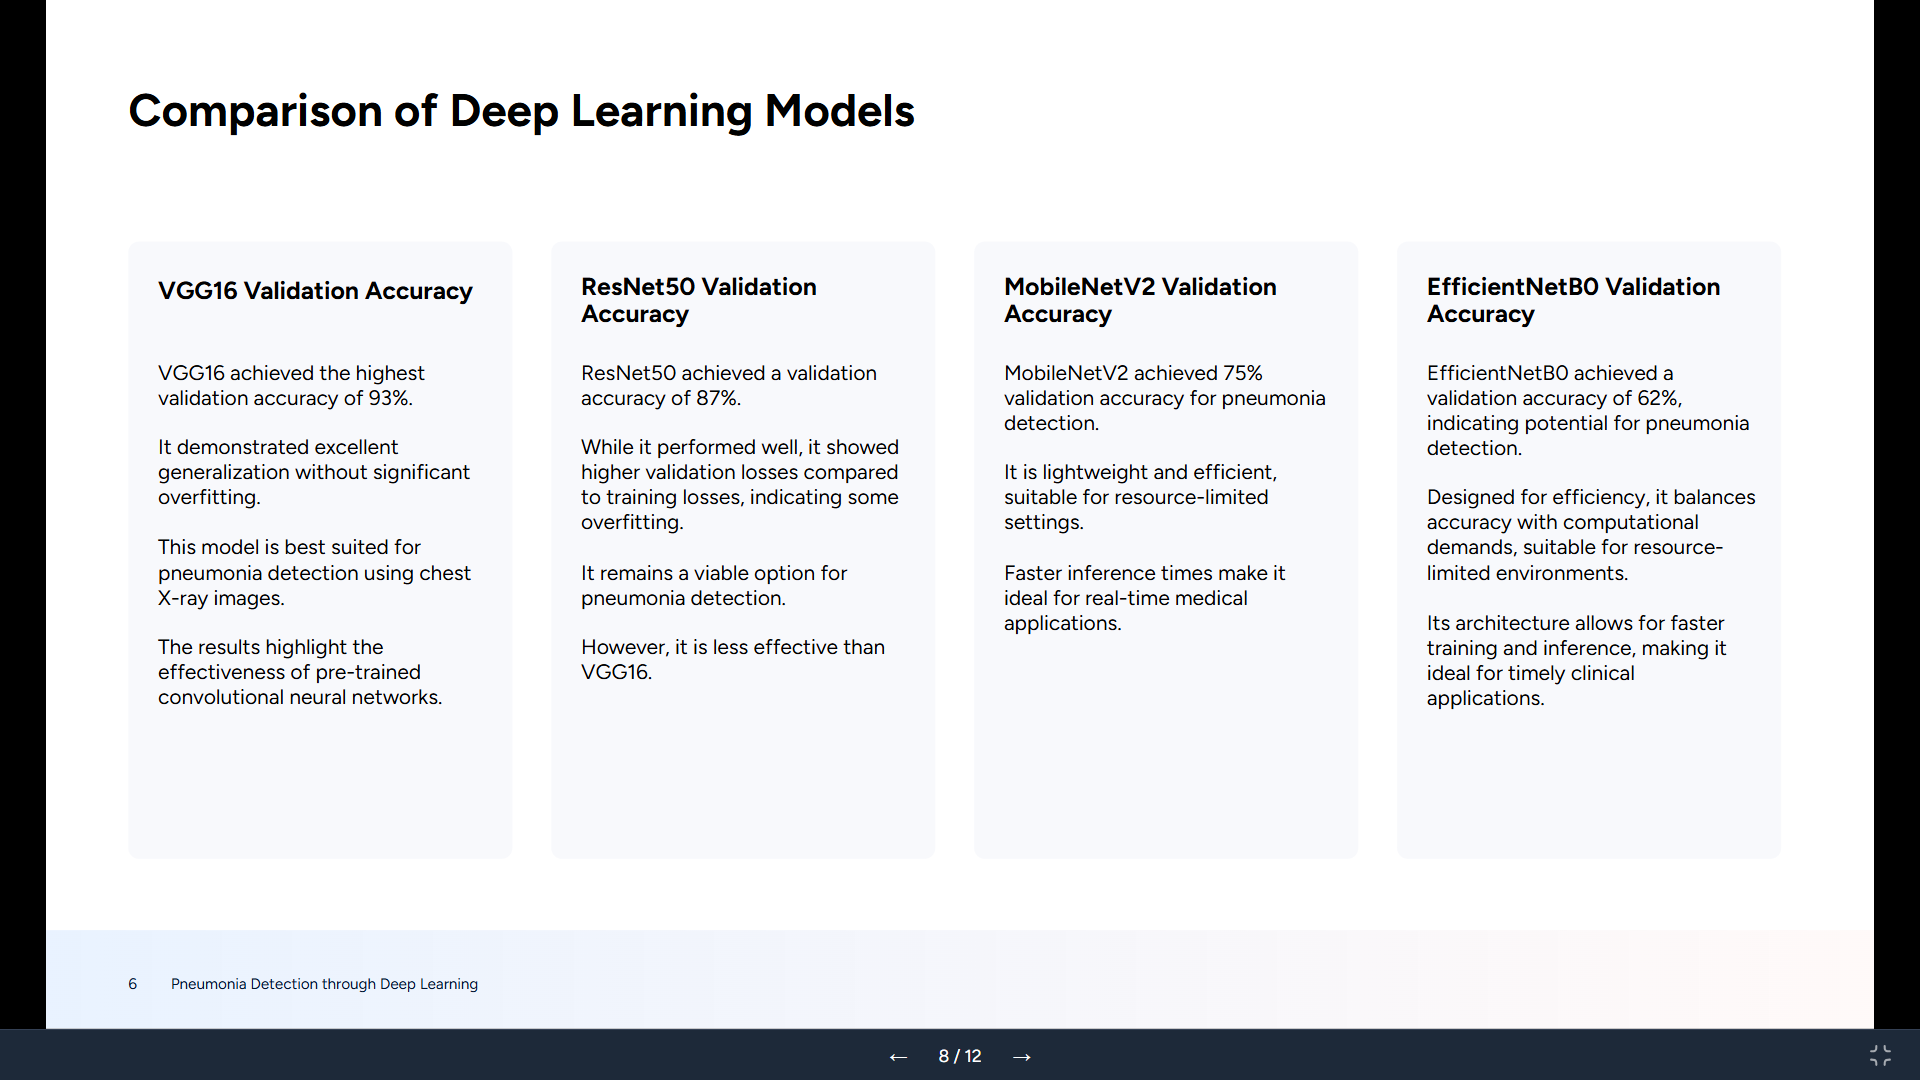 Comparison of Deep Learning Models
VGG16 Validation Accuracy
VGG16 achieved the highest
validation accuracy of 93%.
It demonstrated excellent
generalization without significant
overfitting.
This model is best suited for
pneumonia detection using chest
X-ray images.
The results highlight the
effectiveness of pre-trained
convolutional neural networks.
ResNet50 Validation
Accuracy
ResNet50 achieved a validation
accuracy of 87%.
While it performed well, it showed
higher validation losses compared
to training losses, indicating some
overfitting.
It remains a viable option for
pneumonia detection.
However, it is less effective than
VGG16.
MobileNetV2 Validation
Accuracy
MobileNetV2 achieved 75%
validation accuracy for pneumonia
detection.
It is lightweight and efficient,
suitable for resource-limited
settings.
Faster inference times make it
ideal for real-time medical
applications.
EfficientNetB0 Validation
Accuracy
EfficientNetB0 achieved a
validation accuracy of 62%,
indicating potential for pneumonia
detection.
Designed for efficiency, it balances
accuracy with computational
demands, suitable for resource-
limited environments.
Its architecture allows for faster
training and inference, making it
ideal for timely clinical
applications.
6 Pneumonia Detection through Deep Learning
← 8 / 12 →